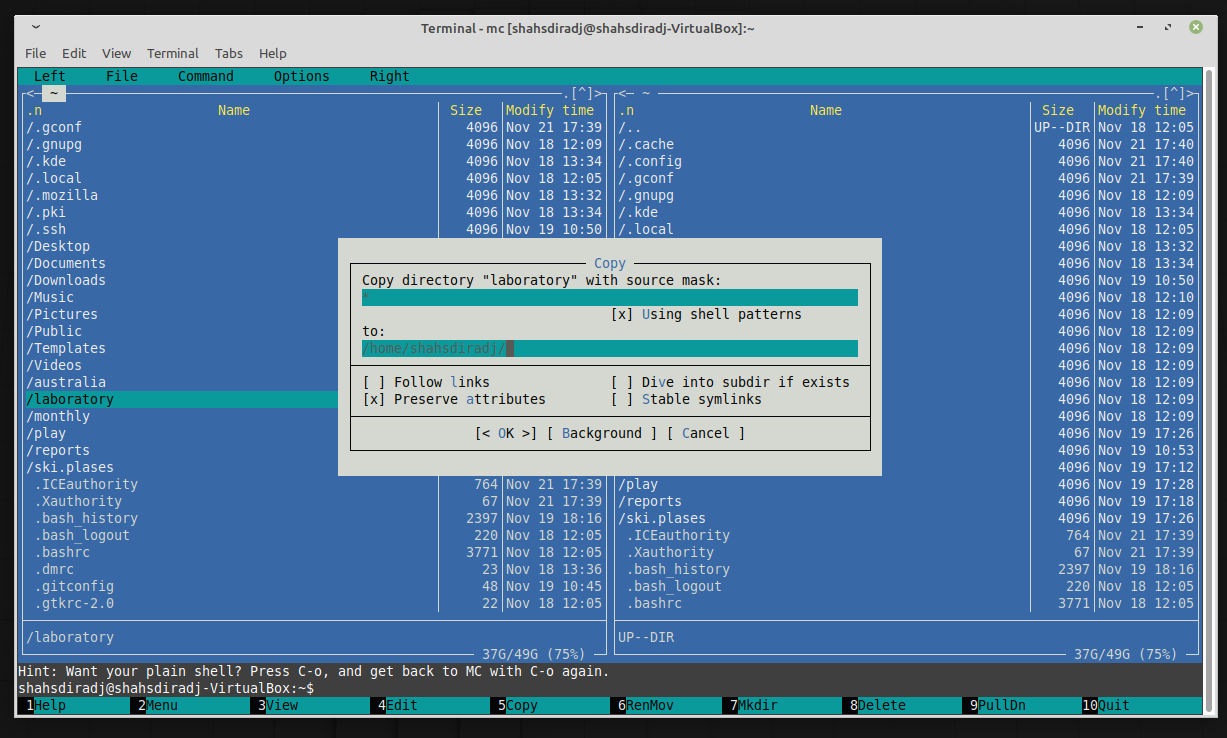 Terminal - mc [shahsdiradj@shahsdiradj-VirtualBox]:~
File Edit View Terminal Tabs Help
Left File Command Options Right
<─ ~ .[^]> <─ ~ .[^]>
.n Name Size Modify time .n Name Size Modify time
/.gconf 4096 Nov 21 17:39 /.. UP--DIR Nov 18 12:05
/.gnupg 4096 Nov 18 12:09 /.cache 4096 Nov 21 17:40
/.kde 4096 Nov 18 13:34 /.config 4096 Nov 21 17:40
/.local 4096 Nov 18 12:05 /.gconf 4096 Nov 21 17:39
/.mozilla 4096 Nov 18 13:32 /.gnupg 4096 Nov 18 12:09
/.pki 4096 Nov 18 13:34 /.kde 4096 Nov 18 13:34
/.ssh 4096 Nov 19 10:50 /.local 4096 Nov 18 12:05
/Desktop 4096 Nov 18 13:32
/Documents Copy 4096 Nov 18 13:34
/Downloads Copy directory "laboratory" with source mask: 4096 Nov 19 10:50
/Music * 4096 Nov 18 12:10
/Pictures [x] Using shell patterns 4096 Nov 18 12:09
/Public to: 4096 Nov 18 12:09
/Templates /home/shahsdiradj/ 4096 Nov 18 12:09
/Videos 4096 Nov 18 12:09
/australia [ ] Follow links [ ] Dive into subdir if exists 4096 Nov 18 12:09
/laboratory [x] Preserve attributes [ ] Stable symlinks 4096 Nov 18 12:09
/monthly 4096 Nov 18 12:09
/play [< OK >] [ Background ] [ Cancel ] 4096 Nov 19 17:26
/reports 4096 Nov 19 10:53
/ski.plases 4096 Nov 19 17:12
.ICEauthority 764 Nov 21 17:39 /play 4096 Nov 19 17:28
.Xauthority 67 Nov 21 17:39 /reports 4096 Nov 19 17:18
.bash_history 2397 Nov 19 18:16 /ski.plases 4096 Nov 19 17:26
.bash_logout 220 Nov 18 12:05 .ICEauthority 764 Nov 21 17:39
.bashrc 3771 Nov 18 12:05 .Xauthority 67 Nov 21 17:39
.dmrc 23 Nov 18 13:36 .bash_history 2397 Nov 19 18:16
.gitconfig 48 Nov 19 10:45 .bash_logout 220 Nov 18 12:05
.gtkrc-2.0 22 Nov 18 12:05 .bashrc 3771 Nov 18 12:05
/laboratory UP--DIR
37G/49G (75%) 37G/49G (75%)
Hint: Want your plain shell? Press C-o, and get back to MC with C-o again.
shahsdiradj@shahsdiradj-VirtualBox:~$
1Help 2Menu 3View 4Edit 5Copy 6RenMov 7Mkdir 8Delete 9PullDn 10Quit